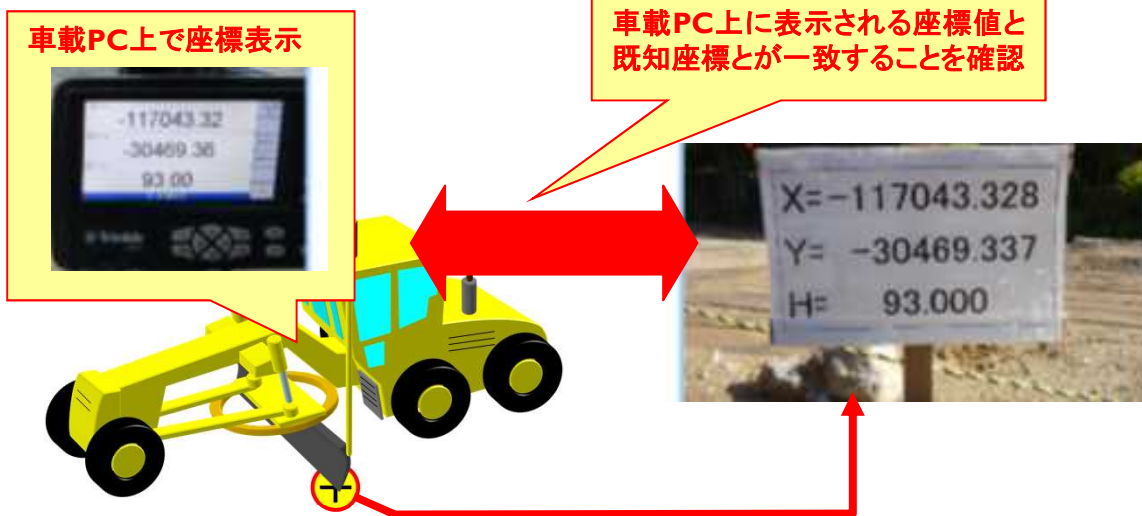 車載PC上で座標表示
-117043.32
-30469.36
93.00
車載PC上に表示される座標値と
既知座標とが一致することを確認
X=-117043.328
Y= -30469.337
H= 93.000